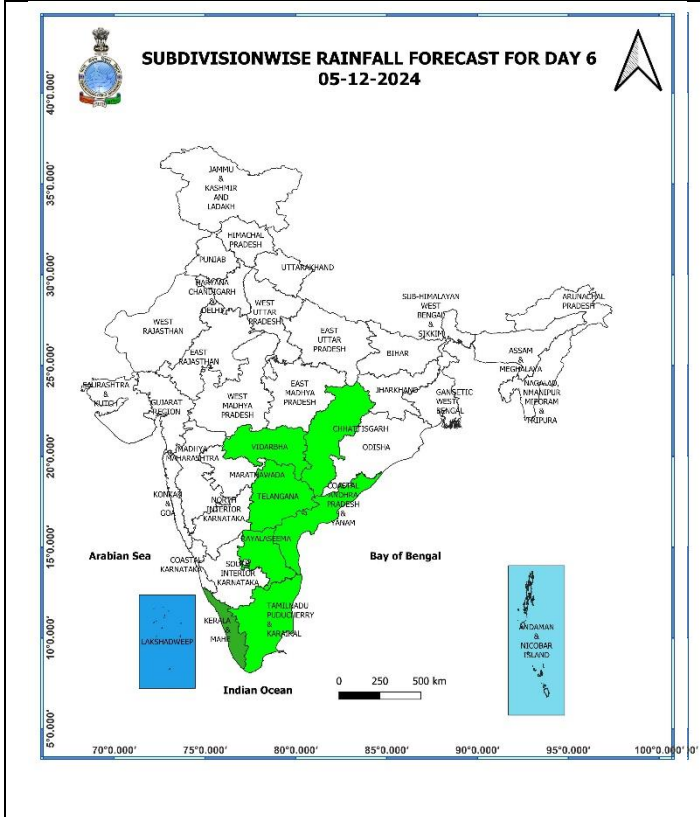 SUBDIVISIONWISE RAINFALL FORECAST FOR DAY 6
05-12-2024
40°0.000'
35°0.000'
30°0.000'
25°0.000'
20°0.000'
15°0.000'
10°0.000'
5°0.000'
JAMMU
&
KASHMIR
AND
LADAKH
HIMACHAL
PRADESH
PUNJAB
UTTARAKHAND
HARYANA
CHANDIGARH
&
DELHI
WEST
UTTAR
PRADESH
SUB-HIMALAYAN
WEST
BENGAL
&
SIKKIM
ARUNACHAL
PRADESH
WEST
RAJASTHAN
EAST
RAJASTHAN
EAST
UTTAR
PRADESH
BIHAR
ASSAM
&
MEGHALAYA
NAGALAD,
MNANIPUR
MEIORAM
&
TRIPURA
SAURASHTRA
&
KUTCH
GUJARAT
REGION
WEST
MADHYA
PRADESH
EAST
MADHYA
PRADESH
JHARKHAND
GANGETIC
WEST
BENGAL
CHHATTISGARH
ODISHA
VIDARBHA
MADHYA
MAHARASHTRA
MARATHAWADA
KONKAN
&
GOA
NORTH
INTERIOR
KARNATAKA
TELANGANA
COASTAL
ANDHRA
PRADESH
&
YANAM
RAYALASEEMA
Arabian Sea
Bay of Bengal
COASTAL
KARNATAKA
SOUTH
INTERIOR
KARNATAKA
TAMILNADU
PUDUCHERRY
&
KARAIKAL
KERALA
&
MAHE
LAKSHADWEEP
ANDAMAN
&
NICOBAR
ISLAND
Indian Ocean
0 250 500 km
70°0.000' 75°0.000' 80°0.000' 85°0.000' 90°0.000' 95°0.000' 100°0.000'